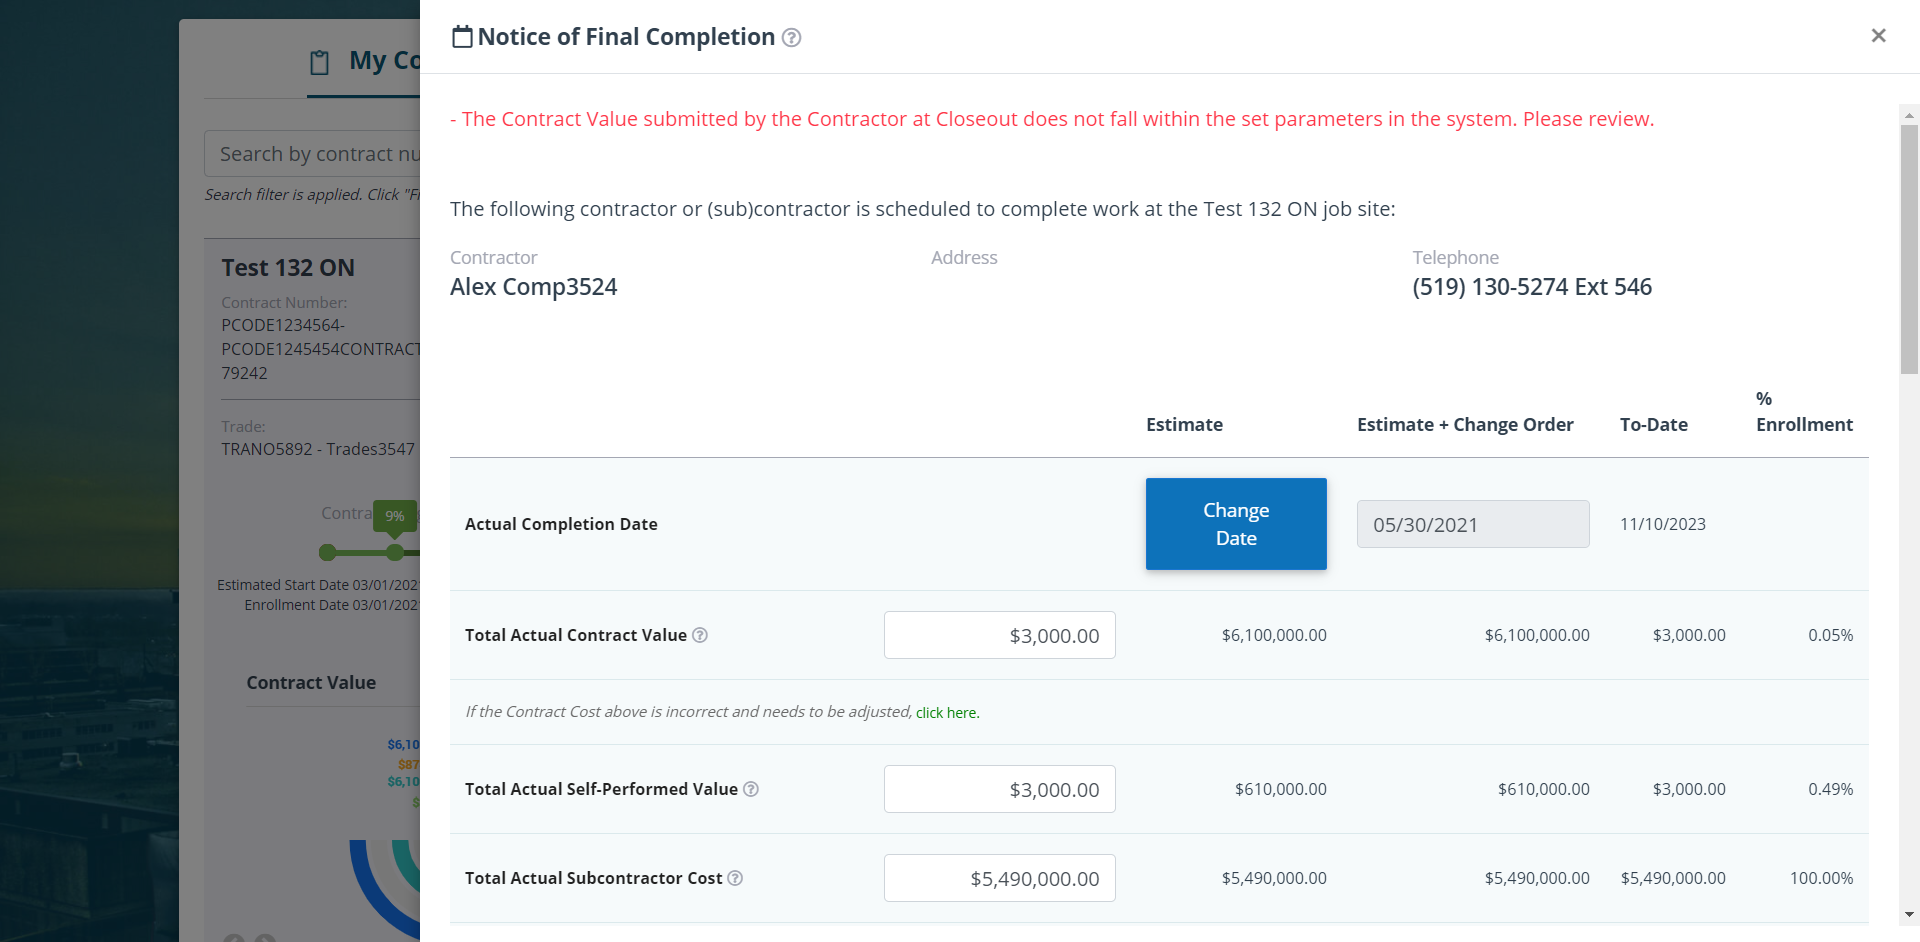 My Co
Search by contract nu
Search filter is applied. Click "Fi
Test 132 ON
Contract Number:
PCODE1234564-
PCODE1245454CONTRACT
79242
Trade:
TRANO5892 - Trades3547
Contra
9%
Estimated Start Date 03/01/202
Enrollment Date 03/01/202
Contract Value
$6,10
$87
$6,10
$
Notice of Final Completion ?
×
- The Contract Value submitted by the Contractor at Closeout does not fall within the set parameters in the system. Please review.
The following contractor or (sub)contractor is scheduled to complete work at the Test 132 ON job site:
Contractor Address Telephone
Alex Comp3524 (519) 130-5274 Ext 546
Estimate Estimate + Change Order To-Date % Enrollment
Actual Completion Date Change Date 05/30/2021 11/10/2023
Total Actual Contract Value ? $3,000.00 $6,100,000.00 $6,100,000.00 $3,000.00 0.05%
If the Contract Cost above is incorrect and needs to be adjusted, click here.
Total Actual Self-Performed Value ? $3,000.00 $610,000.00 $610,000.00 $3,000.00 0.49%
Total Actual Subcontractor Cost ? $5,490,000.00 $5,490,000.00 $5,490,000.00 $5,490,000.00 100.00%